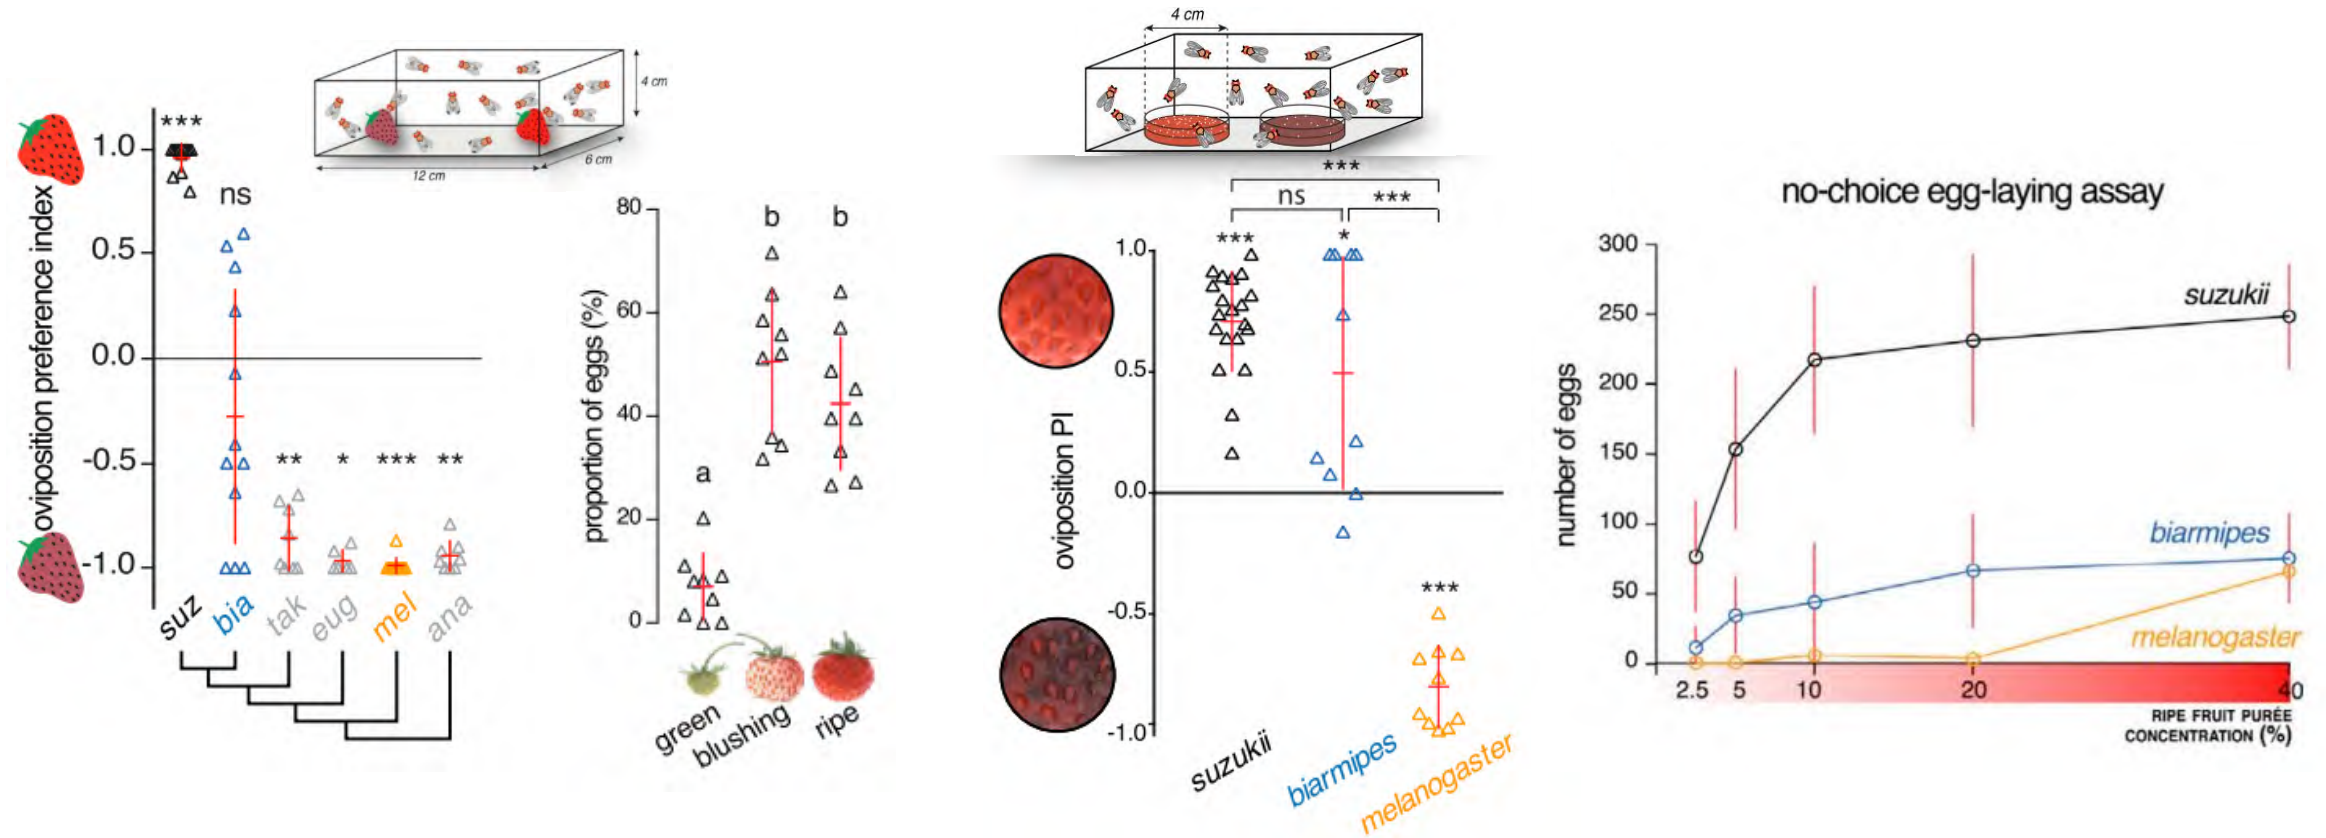 oviposition preference index
1.0
0.5
0.0
-0.5
-1.0
***
ns
**
*
***
**
suz
bia
tak
eug
mel
ana
4 cm
6 cm
12 cm
proportion of eggs (%)
80
60
40
20
0
a
b
b
green
blushing
ripe
4 cm
***
ns
***
***
*
***
oviposition PI
1.0
0.5
0.0
-0.5
-1.01
suzukii
biarmipes
melanogaster
no-choice egg-laying assay
number of eggs
300
250
200
150
100
50
0
suzukii
biarmipes
melanogaster
2.5 5 10 20 40
RIPE FRUIT PURÉE
CONCENTRATION (%)